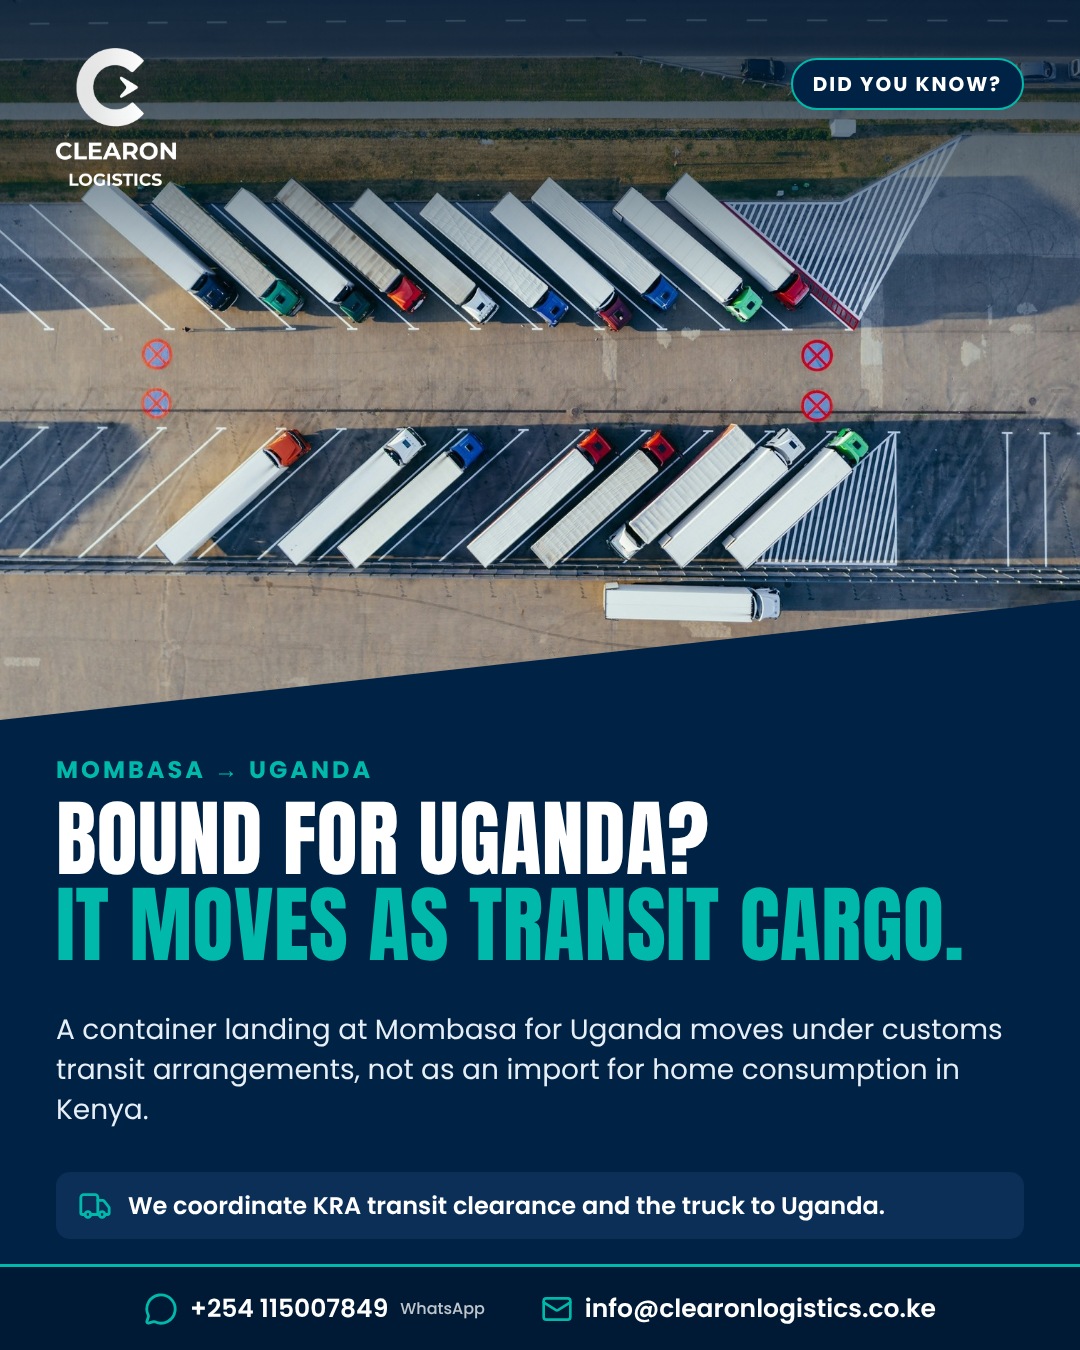 CLEARON
LOGISTICS
DID YOU KNOW?
MOMBASA → UGANDA
BOUND FOR UGANDA?
IT MOVES AS TRANSIT CARGO.
A container landing at Mombasa for Uganda moves under customs
transit arrangements, not as an import for home consumption in
Kenya.
We coordinate KRA transit clearance and the truck to Uganda.
+254 115007849 WhatsApp
info@clearonlogistics.co.ke